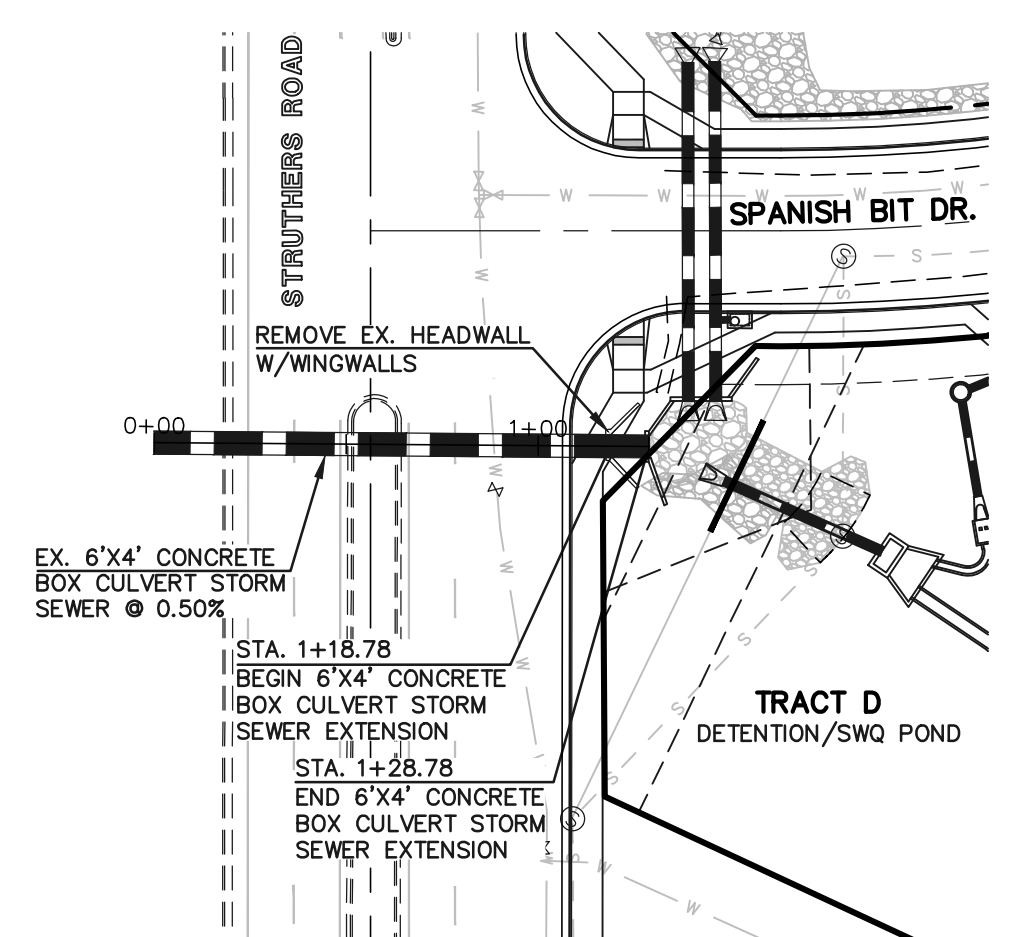 STRUTHERS ROAD
W
W
W
W
W
W
SPANISH BIT DR.
S
S
S
W
REMOVE EX. HEADWALL
W/WINGWALLS
S
0+00
1+00
W
EX. 6'X4' CONCRETE
BOX CULVERT STORM
SEWER @ 0.50%
S
W
S
S
STA. 1+18.78
BEGIN 6'X4' CONCRETE
BOX CULVERT STORM
SEWER EXTENSION
S
W
S
TRACT D
DETENTION/SWQ POND
W
STA. 1+28.78
END 6'X4' CONCRETE
BOX CULVERT STORM
SEWER EXTENSION
S
S
W
S
W
W